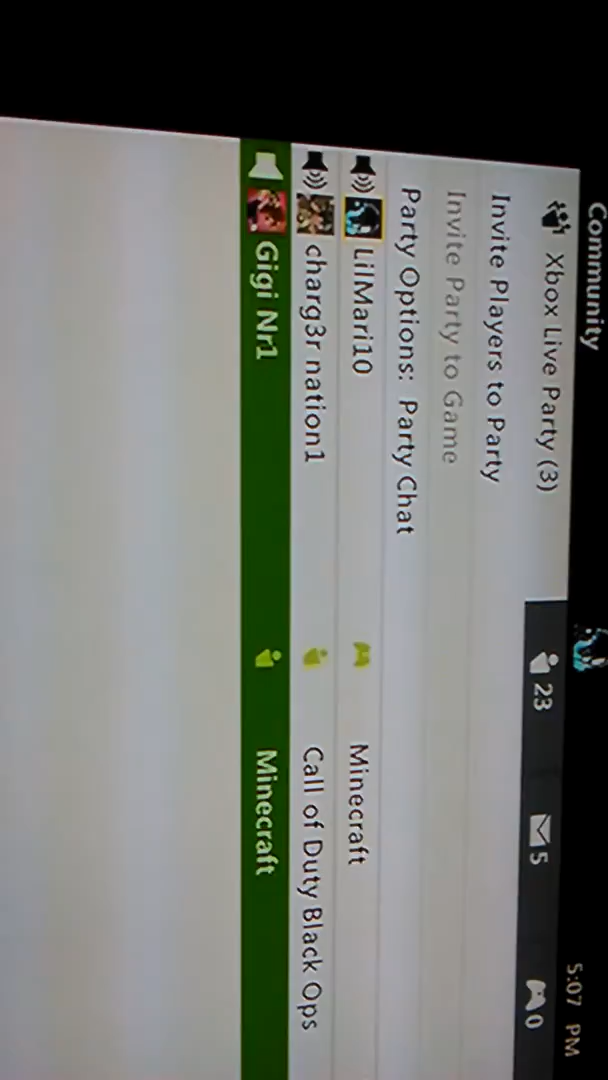 Community
5:07 PM
Xbox Live Party (3)
23
5
0
Invite Players to Party
Invite Party to Game
Party Options: Party Chat
LilMari10 Minecraft
charg3r nation1 Call of Duty Black Ops
Gigi Nr1 Minecraft